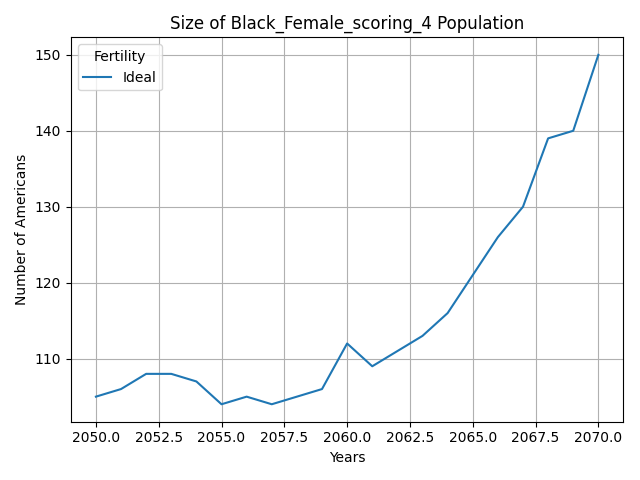 Size of Black_Female_scoring_4 Population
Fertility
Ideal
Number of Americans
150
140
130
120
110
2050.0 2052.5 2055.0 2057.5 2060.0 2062.5 2065.0 2067.5 2070.0
Years